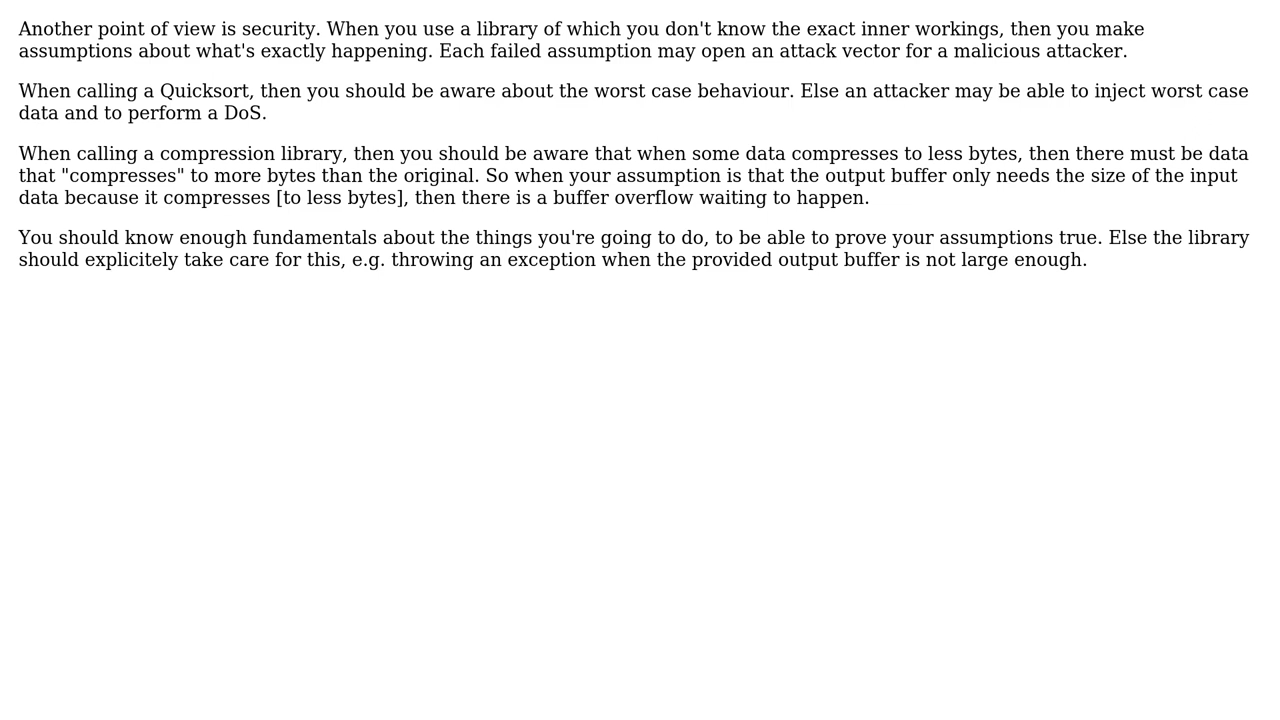 Another point of view is security. When you use a library of which you don't know the exact inner workings, then you make
assumptions about what's exactly happening. Each failed assumption may open an attack vector for a malicious attacker.
When calling a Quicksort, then you should be aware about the worst case behaviour. Else an attacker may be able to inject worst case
data and to perform a DoS.
When calling a compression library, then you should be aware that when some data compresses to less bytes, then there must be data
that "compresses" to more bytes than the original. So when your assumption is that the output buffer only needs the size of the input
data because it compresses [to less bytes], then there is a buffer overflow waiting to happen.
You should know enough fundamentals about the things you're going to do, to be able to prove your assumptions true. Else the library
should explicitely take care for this, e.g. throwing an exception when the provided output buffer is not large enough.